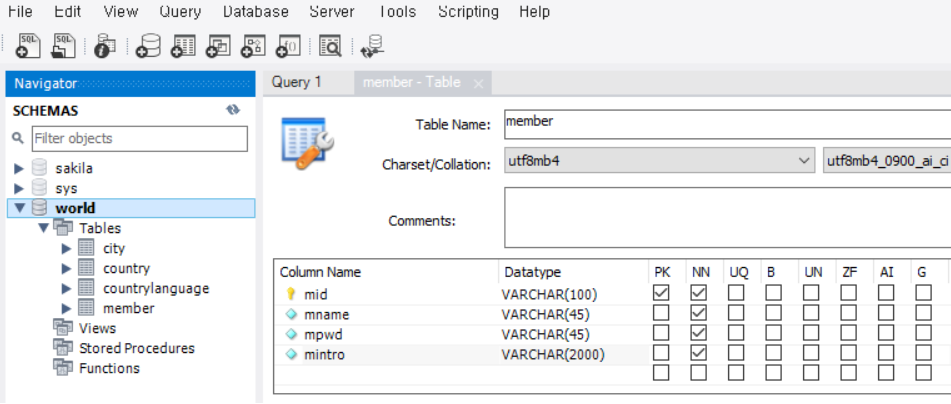 File Edit View Query Database Server Tools Scripting Help
SQL SQL
Navigator
SCHEMAS
Filter objects
sakila
sys
world
Tables
city
country
countrylanguage
member
Views
Stored Procedures
Functions
Query 1 member - Table
Table Name: member
Charset/Collation: utf8mb4 utf8mb4_0900_ai_ci
Comments:
Column Name Datatype PK NN UQ B UN ZF AI G
mid VARCHAR(100)
mname VARCHAR(45)
mpwd VARCHAR(45)
mintro VARCHAR(2000)